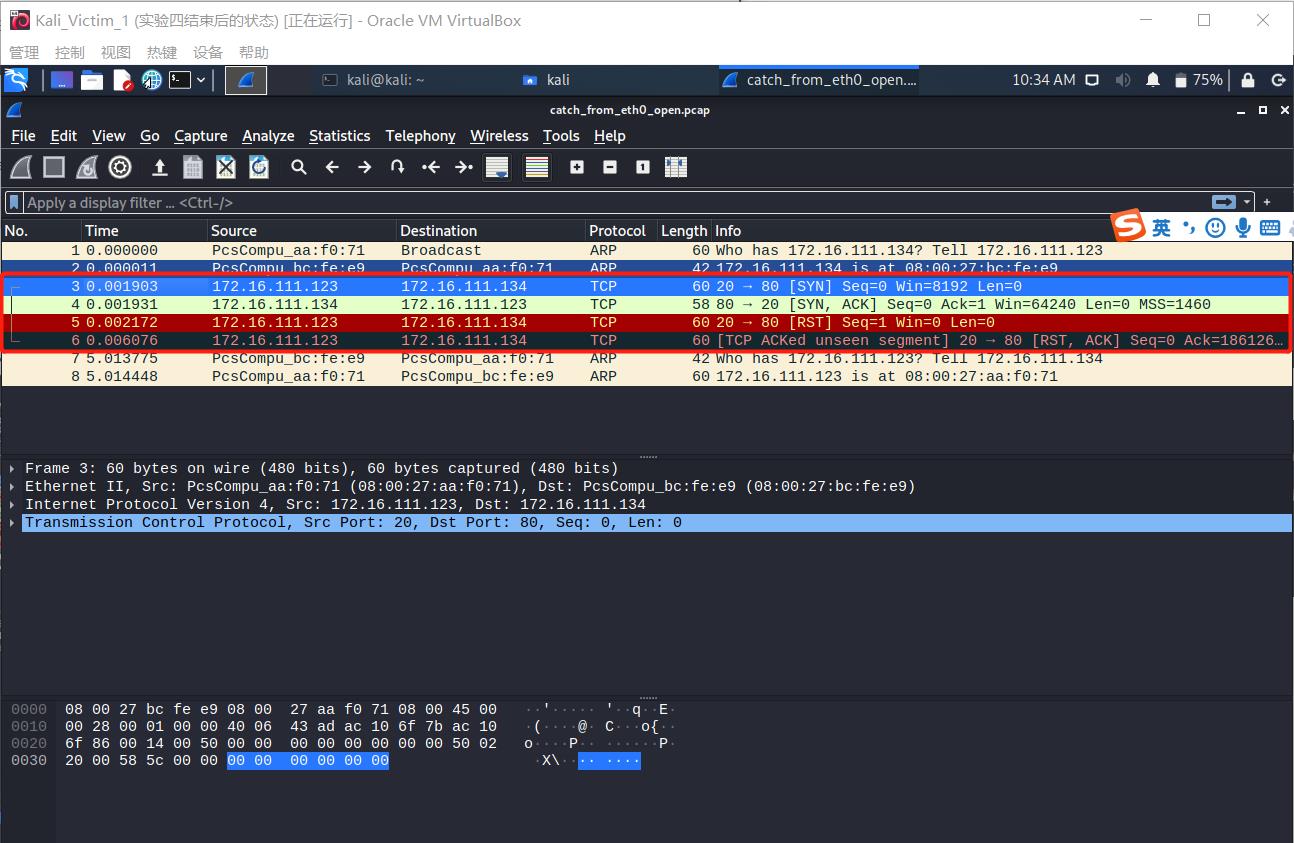 Kali_Victim_1 (实验四结束后的状态) [正在运行] - Oracle VM VirtualBox
管理 控制 视图 热键 设备 帮助
kali@kali: ~ kali catch_from_eth0_open.... 10:34 AM 75%
catch_from_eth0_open.pcap
File Edit View Go Capture Analyze Statistics Telephony Wireless Tools Help
Apply a display filter ... <Ctrl-/>
英
No. Time Source Destination Protocol Length Info
1 0.000000 PcsCompu_aa:f0:71 Broadcast ARP 60 Who has 172.16.111.134? Tell 172.16.111.123
2 0.000011 PcsCompu_bc:fe:e9 PcsCompu_aa:f0:71 ARP 42 172.16.111.134 is at 08:00:27:bc:fe:e9
3 0.001903 172.16.111.123 172.16.111.134 TCP 60 20 → 80 [SYN] Seq=0 Win=8192 Len=0
4 0.001931 172.16.111.134 172.16.111.123 TCP 58 80 → 20 [SYN, ACK] Seq=0 Ack=1 Win=64240 Len=0 MSS=1460
5 0.002172 172.16.111.123 172.16.111.134 TCP 60 20 → 80 [RST] Seq=1 Win=0 Len=0
6 0.006076 172.16.111.123 172.16.111.134 TCP 60 [TCP ACKed unseen segment] 20 → 80 [RST, ACK] Seq=0 Ack=186126…
7 5.013775 PcsCompu_bc:fe:e9 PcsCompu_aa:f0:71 ARP 42 Who has 172.16.111.123? Tell 172.16.111.134
8 5.014448 PcsCompu_aa:f0:71 PcsCompu_bc:fe:e9 ARP 60 172.16.111.123 is at 08:00:27:aa:f0:71
Frame 3: 60 bytes on wire (480 bits), 60 bytes captured (480 bits)
Ethernet II, Src: PcsCompu_aa:f0:71 (08:00:27:aa:f0:71), Dst: PcsCompu_bc:fe:e9 (08:00:27:bc:fe:e9)
Internet Protocol Version 4, Src: 172.16.111.123, Dst: 172.16.111.134
Transmission Control Protocol, Src Port: 20, Dst Port: 80, Seq: 0, Len: 0
0000 08 00 27 bc fe e9 08 00 27 aa f0 71 08 00 45 00 ··'····· '··q··E·
0010 00 28 00 01 00 00 40 06 43 ad ac 10 6f 7b ac 10 ·(····@· C···o{··
0020 6f 86 00 14 00 50 00 00 00 00 00 00 00 00 50 02 o····P·· ······P·
0030 20 00 58 5c 00 00 00 00 00 00 00 00 ·X\·· ·· ····